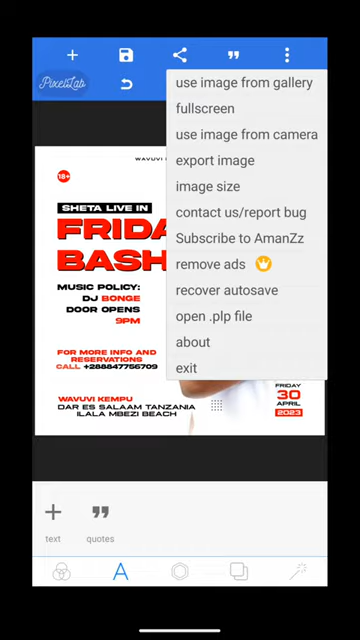 PixelLab
use image from gallery
fullscreen
use image from camera
export image
image size
contact us/report bug
Subscribe to AmanZz
remove ads
recover autosave
open .plp file
about
exit
WAVUVI
18+
SHETA LIVE IN
FRIDA
BASH
MUSIC POLICY:
DJ BONGE
DOOR OPENS
9PM
FOR MORE INFO AND
RESERVATIONS
CALL +288847756709
WAVUVI KEMPU
DAR ES SALAAM TANZANIA
ILALA MBEZI BEACH
FRIDAY
30
APRIL
2023
text
quotes